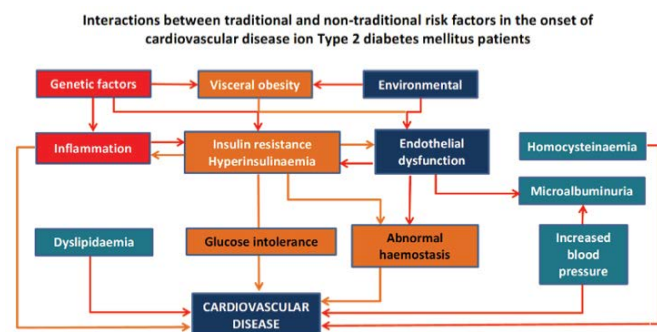 Interactions between traditional and non-traditional risk factors in the onset of
cardiovascular disease ion Type 2 diabetes mellitus patients
Genetic factors
Visceral obesity
Environmental
Inflammation
Insulin resistance
Hyperinsulinaemia
Endothelial
dysfunction
Homocysteinaemia
Microalbuminuria
Dyslipidaemia
Glucose intolerance
Abnormal
haemostasis
Increased
blood
pressure
CARDIOVASCULAR
DISEASE